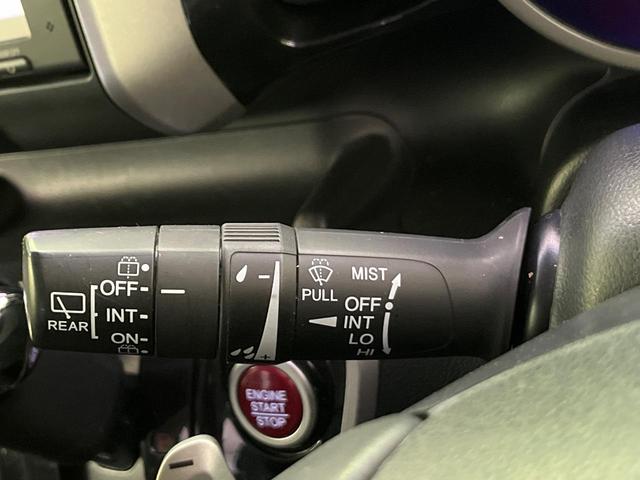 REAR
OFF
INT
ON
PULL
MIST
OFF
INT
LO
HI
ENGINE
START
STOP